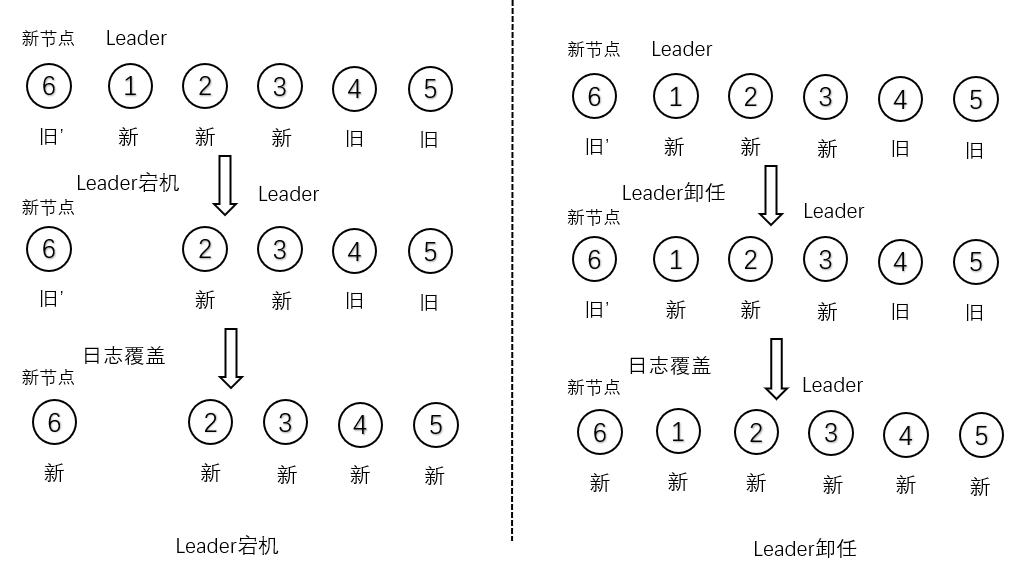 新节点 Leader
6 1 2 3 4 5
旧’ 新 新 新 旧 旧
Leader宕机
Leader
新节点
6 2 3 4 5
旧’ 新 新 旧 旧
日志覆盖
新节点
6 2 3 4 5
新 新 新 新 新
Leader宕机
新节点 Leader
6 1 2 3 4 5
旧’ 新 新 新 旧 旧
Leader卸任
Leader
新节点
6 1 2 3 4 5
旧’ 新 新 新 旧 旧
日志覆盖
Leader
新节点
6 1 2 3 4 5
新 新 新 新 新 新
Leader卸任